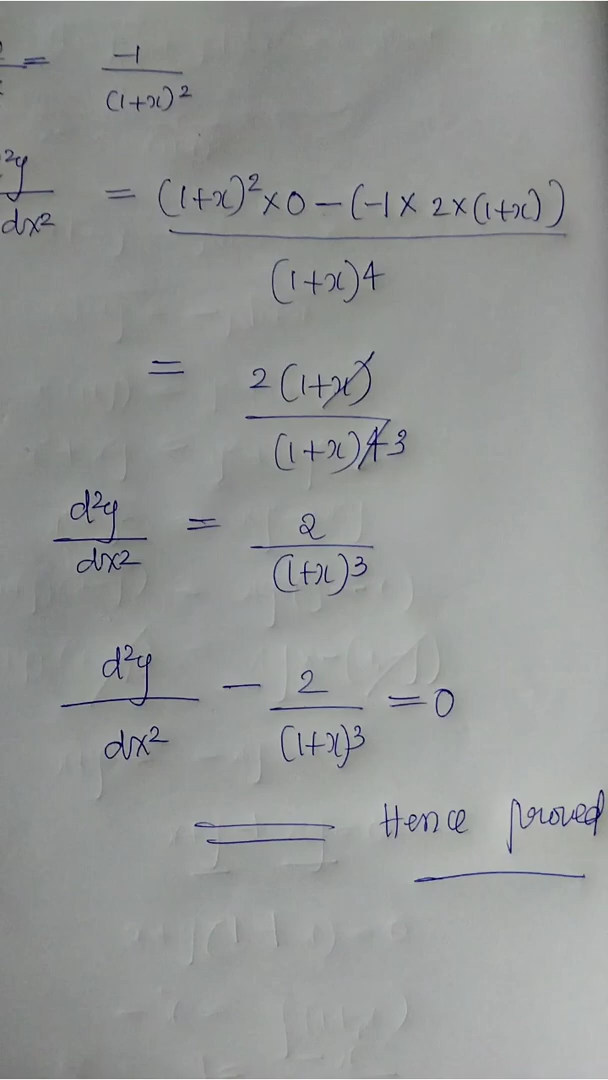 = -1/(1+x)²
²y/dx² = (1+x)²×0-(-1×2×(1+x))/(1+x)4
= 2(1+x)/(1+x)4 3
d²y/dx² = 2/(1+x)3
d²y/dx² - 2/(1+x)3 = 0
Hence proved